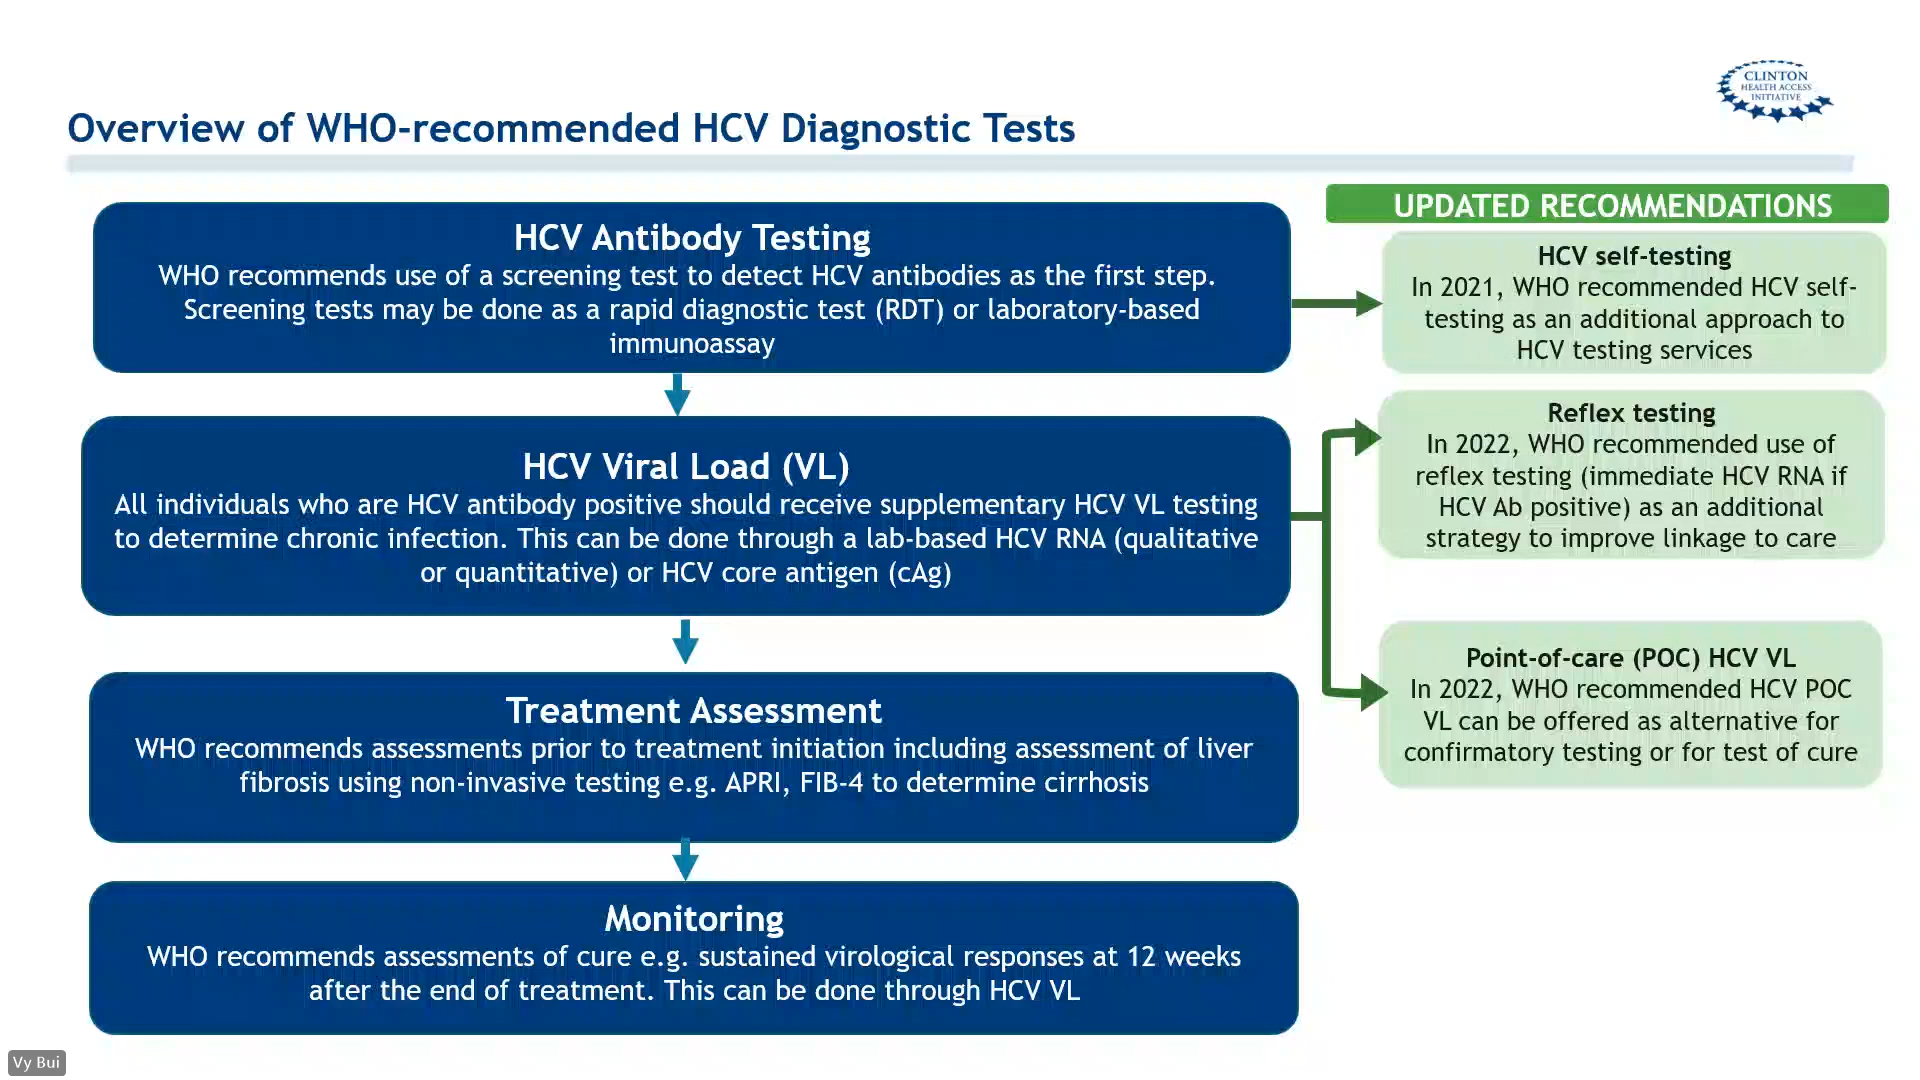 CLINTON
HEALTH ACCESS
INITIATIVE
Overview of WHO-recommended HCV Diagnostic Tests
HCV Antibody Testing
WHO recommends use of a screening test to detect HCV antibodies as the first step.
Screening tests may be done as a rapid diagnostic test (RDT) or laboratory-based
immunoassay
HCV Viral Load (VL)
All individuals who are HCV antibody positive should receive supplementary HCV VL testing
to determine chronic infection. This can be done through a lab-based HCV RNA (qualitative
or quantitative) or HCV core antigen (cAg)
Treatment Assessment
WHO recommends assessments prior to treatment initiation including assessment of liver
fibrosis using non-invasive testing e.g. APRI, FIB-4 to determine cirrhosis
Monitoring
WHO recommends assessments of cure e.g. sustained virological responses at 12 weeks
after the end of treatment. This can be done through HCV VL
UPDATED RECOMMENDATIONS
HCV self-testing
In 2021, WHO recommended HCV self-
testing as an additional approach to
HCV testing services
Reflex testing
In 2022, WHO recommended use of
reflex testing (immediate HCV RNA if
HCV Ab positive) as an additional
strategy to improve linkage to care
Point-of-care (POC) HCV VL
In 2022, WHO recommended HCV POC
VL can be offered as alternative for
confirmatory testing or for test of cure
Vy Bui